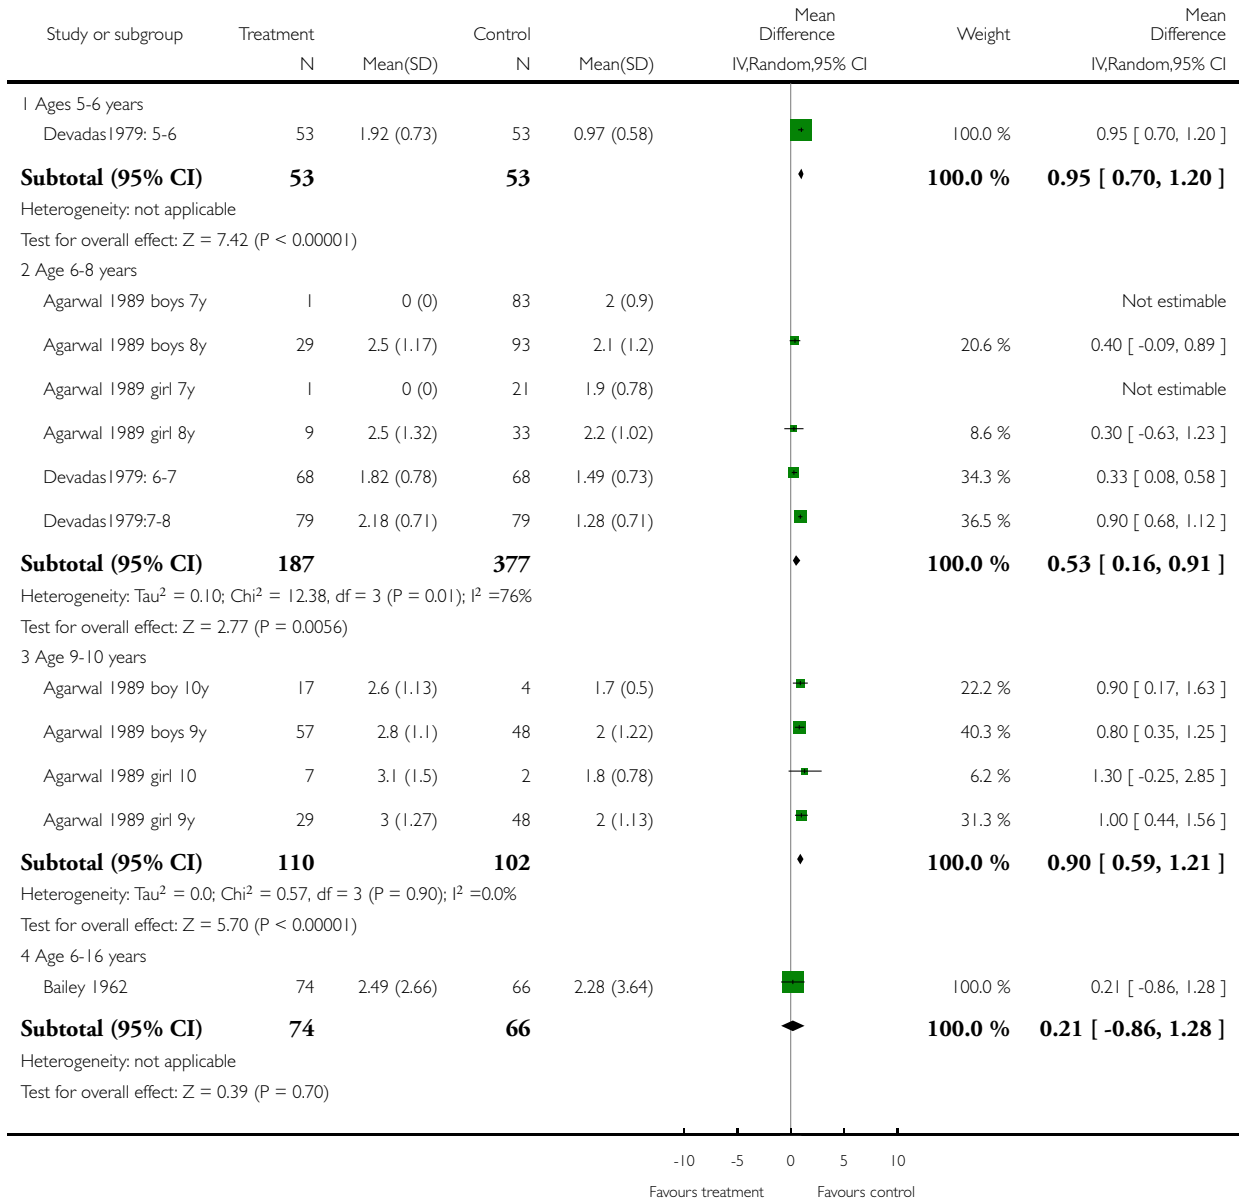 Mean Mean
Study or subgroup Treatment Control Difference Weight Difference
N Mean(SD) N Mean(SD) IV,Random,95% CI IV,Random,95% CI
1 Ages 5-6 years
Devadas1979: 5-6 53 1.92 (0.73) 53 0.97 (0.58) 100.0 % 0.95 [ 0.70, 1.20 ]
Subtotal (95% CI) 53 53 100.0 % 0.95 [ 0.70, 1.20 ]
Heterogeneity: not applicable
Test for overall effect: Z = 7.42 (P < 0.00001)
2 Age 6-8 years
Agarwal 1989 boys 7y 1 0 (0) 83 2 (0.9) Not estimable
Agarwal 1989 boys 8y 29 2.5 (1.17) 93 2.1 (1.2) 20.6 % 0.40 [ -0.09, 0.89 ]
Agarwal 1989 girl 7y 1 0 (0) 21 1.9 (0.78) Not estimable
Agarwal 1989 girl 8y 9 2.5 (1.32) 33 2.2 (1.02) 8.6 % 0.30 [ -0.63, 1.23 ]
Devadas1979: 6-7 68 1.82 (0.78) 68 1.49 (0.73) 34.3 % 0.33 [ 0.08, 0.58 ]
Devadas1979:7-8 79 2.18 (0.71) 79 1.28 (0.71) 36.5 % 0.90 [ 0.68, 1.12 ]
Subtotal (95% CI) 187 377 100.0 % 0.53 [ 0.16, 0.91 ]
Heterogeneity: Tau² = 0.10; Chi² = 12.38, df = 3 (P = 0.01); I² =76%
Test for overall effect: Z = 2.77 (P = 0.0056)
3 Age 9-10 years
Agarwal 1989 boy 10y 17 2.6 (1.13) 4 1.7 (0.5) 22.2 % 0.90 [ 0.17, 1.63 ]
Agarwal 1989 boys 9y 57 2.8 (1.1) 48 2 (1.22) 40.3 % 0.80 [ 0.35, 1.25 ]
Agarwal 1989 girl 10 7 3.1 (1.5) 2 1.8 (0.78) 6.2 % 1.30 [ -0.25, 2.85 ]
Agarwal 1989 girl 9y 29 3 (1.27) 48 2 (1.13) 31.3 % 1.00 [ 0.44, 1.56 ]
Subtotal (95% CI) 110 102 100.0 % 0.90 [ 0.59, 1.21 ]
Heterogeneity: Tau² = 0.0; Chi² = 0.57, df = 3 (P = 0.90); I² =0.0%
Test for overall effect: Z = 5.70 (P < 0.00001)
4 Age 6-16 years
Bailey 1962 74 2.49 (2.66) 66 2.28 (3.64) 100.0 % 0.21 [ -0.86, 1.28 ]
Subtotal (95% CI) 74 66 100.0 % 0.21 [ -0.86, 1.28 ]
Heterogeneity: not applicable
Test for overall effect: Z = 0.39 (P = 0.70)
-10 -5 0 5 10
Favours treatment Favours control